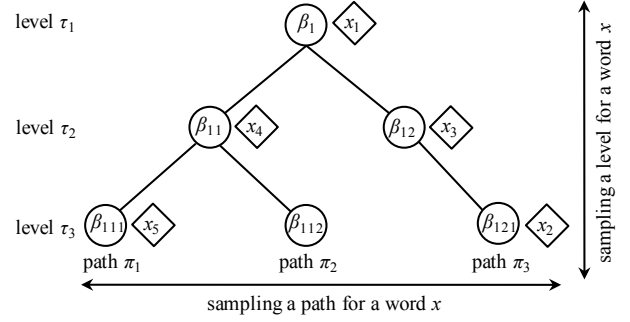 level τ₁ β₁ x₁
level τ₂ β₁₁ x₄ β₁₂ x₃
level τ₃ β₁₁₁ x₅ β₁₁₂ β₁₂₁ x₂
path π₁ path π₂ path π₃
sampling a path for a word x
sampling a level for a word x